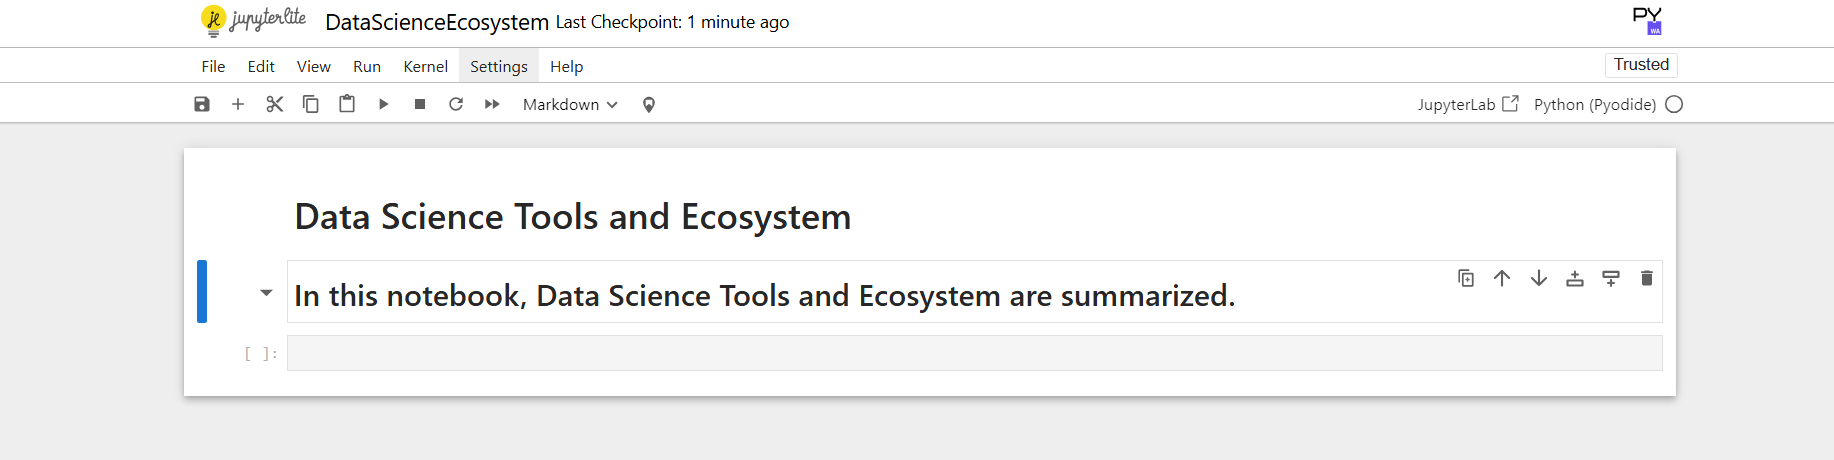 jupyterlite DataScienceEcosystem Last Checkpoint: 1 minute ago PY WA
File Edit View Run Kernel Settings Help Trusted
Markdown JupyterLab Python (Pyodide)
Data Science Tools and Ecosystem
In this notebook, Data Science Tools and Ecosystem are summarized.
[ ]: